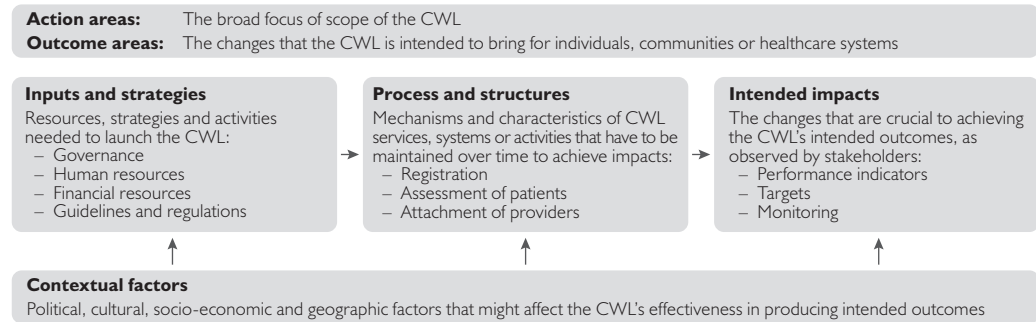 Action areas: The broad focus of scope of the CWL
Outcome areas: The changes that the CWL is intended to bring for individuals, communities or healthcare systems
Inputs and strategies
Resources, strategies and activities
needed to launch the CWL:
– Governance
– Human resources
– Financial resources
– Guidelines and regulations
Process and structures
Mechanisms and characteristics of CWL
services, systems or activities that have to be
maintained over time to achieve impacts:
– Registration
– Assessment of patients
– Attachment of providers
Intended impacts
The changes that are crucial to achieving
the CWL's intended outcomes, as
observed by stakeholders:
– Performance indicators
– Targets
– Monitoring
Contextual factors
Political, cultural, socio-economic and geographic factors that might affect the CWL's effectiveness in producing intended outcomes